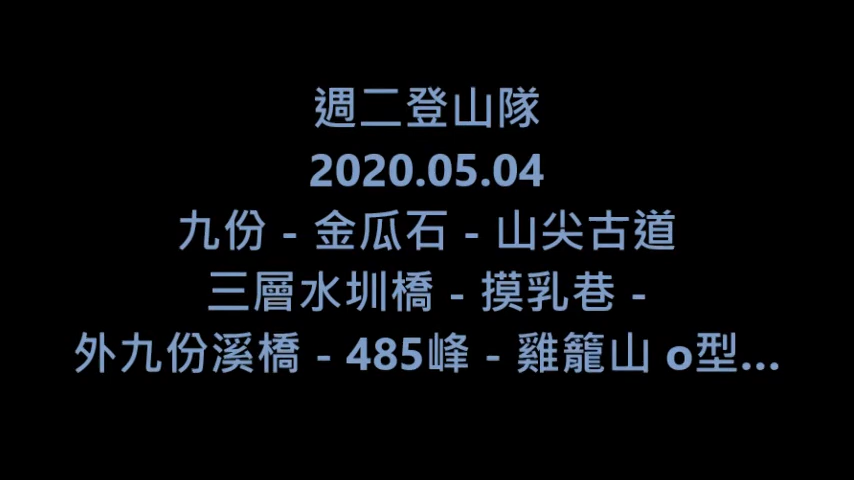 週二登山隊
2020.05.04
九份 - 金瓜石 - 山尖古道
三層水圳橋 - 摸乳巷 -
外九份溪橋 - 485峰 - 雞籠山 o型...